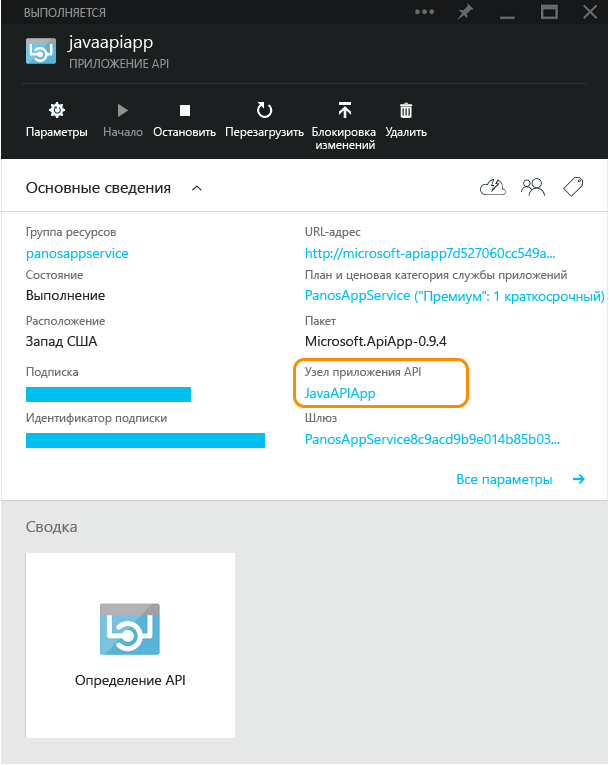 ВЫПОЛНЯЕТСЯ
javaapiapp
ПРИЛОЖЕНИЕ API
Параметры
Начало
Остановить
Перезагрузить
Блокировка
изменений
Удалить
Основные сведения
Группа ресурсов
panosappservice
Состояние
Выполнение
Расположение
Запад США
Подписка
Идентификатор подписки
URL-адрес
http://microsoft-apiapp7d527060cc549a...
План и ценовая категория службы приложений
PanosAppService ("Премиум": 1 краткосрочный)
Пакет
Microsoft.ApiApp-0.9.4
Узел приложения API
JavaAPIApp
Шлюз
PanosAppService8c9acd9b9e014b85b03...
Все параметры
Сводка
Определение API